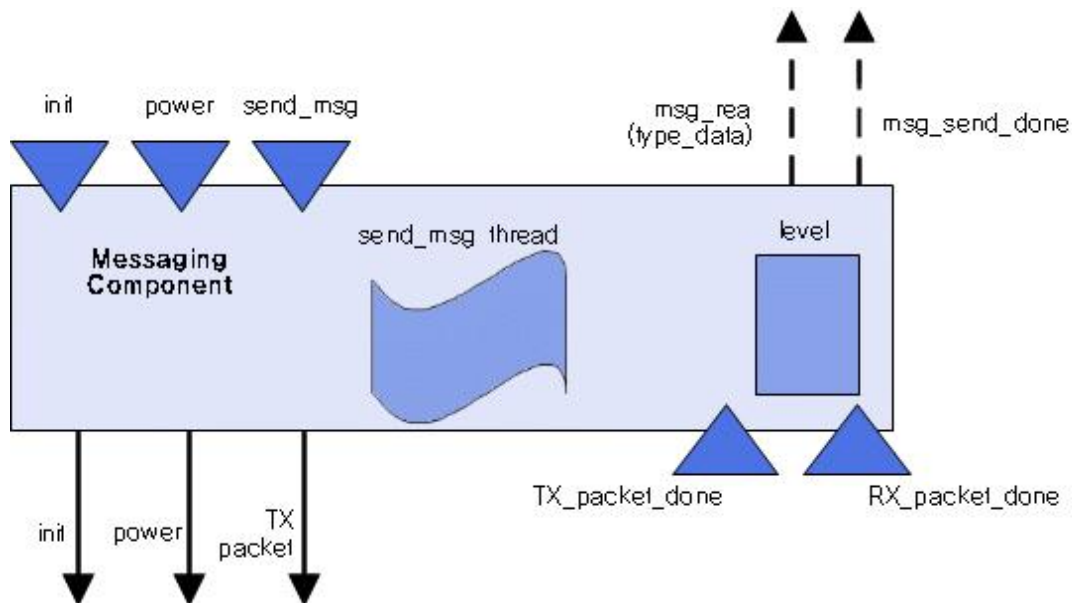 init
power
send_msg
msg_rea
(type_data)
msg_send_done
send_msg thread
level
Messaging
Component
TX_packet_done
RX_packet_done
init
power
TX
packet